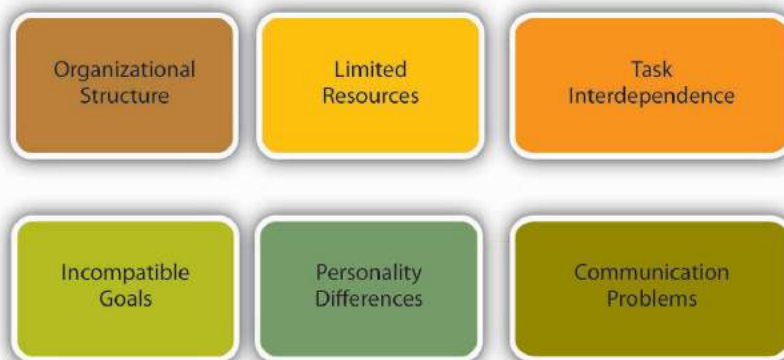 Organizational
Structure
Limited
Resources
Task
Interdependence
Incompatible
Goals
Personality
Differences
Communication
Problems